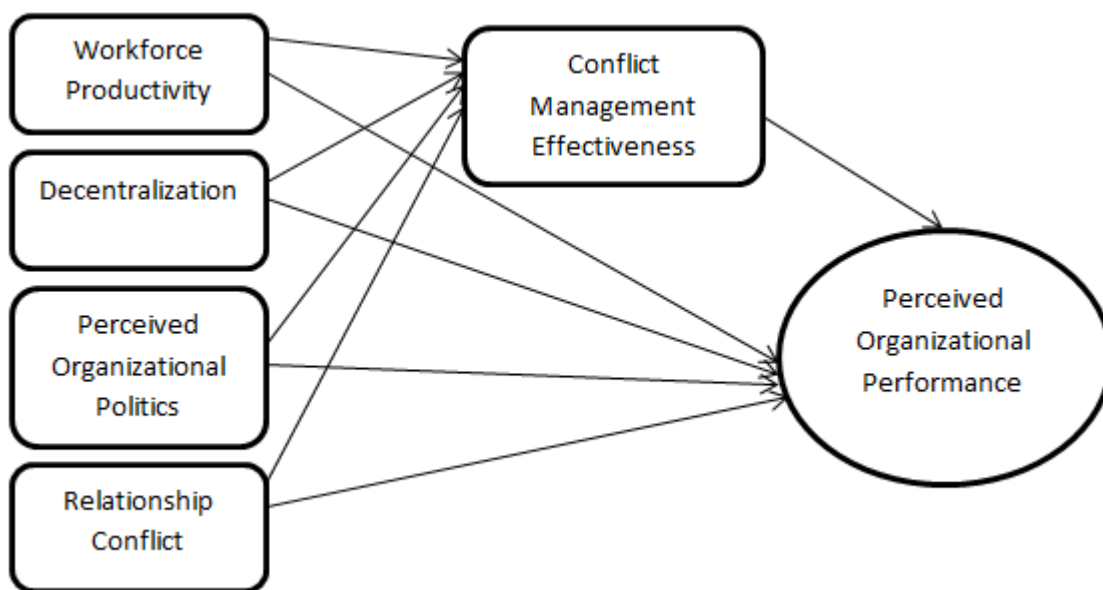 Workforce
Productivity
Decentralization
Perceived
Organizational
Politics
Relationship
Conflict
Conflict
Management
Effectiveness
Perceived
Organizational
Performance